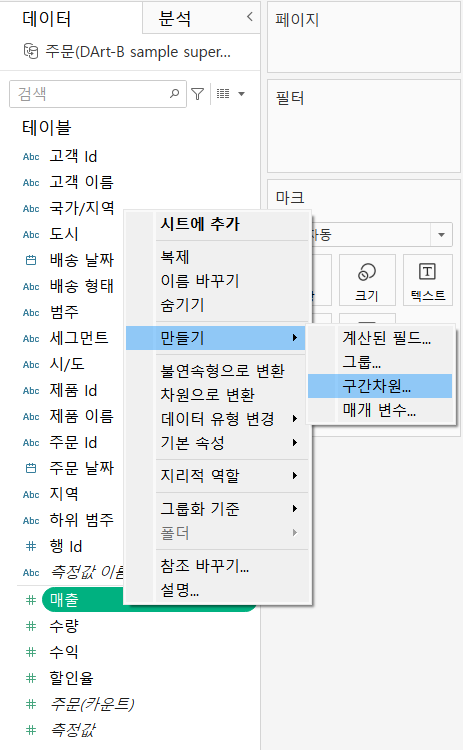 데이터
분석
주문(DArt-B sample super...
검색
테이블
Abc 고객 Id
Abc 고객 이름
Abc 국가/지역
Abc 도시
배송 날짜
Abc 배송 형태
Abc 범주
Abc 세그먼트
Abc 시/도
Abc 제품 Id
Abc 제품 이름
Abc 주문 Id
주문 날짜
Abc 지역
Abc 하위 범주
# 행 Id
Abc 측정값 이름
# 매출
# 수량
# 수익
# 할인율
# 주문(카운트)
# 측정값
시트에 추가
복제
이름 바꾸기
숨기기
만들기
불연속형으로 변환
차원으로 변환
데이터 유형 변경
기본 속성
지리적 역할
그룹화 기준
폴더
참조 바꾸기...
설명...
계산된 필드...
그룹...
구간차원...
매개 변수...
페이지
필터
마크
자동
크기
텍스트